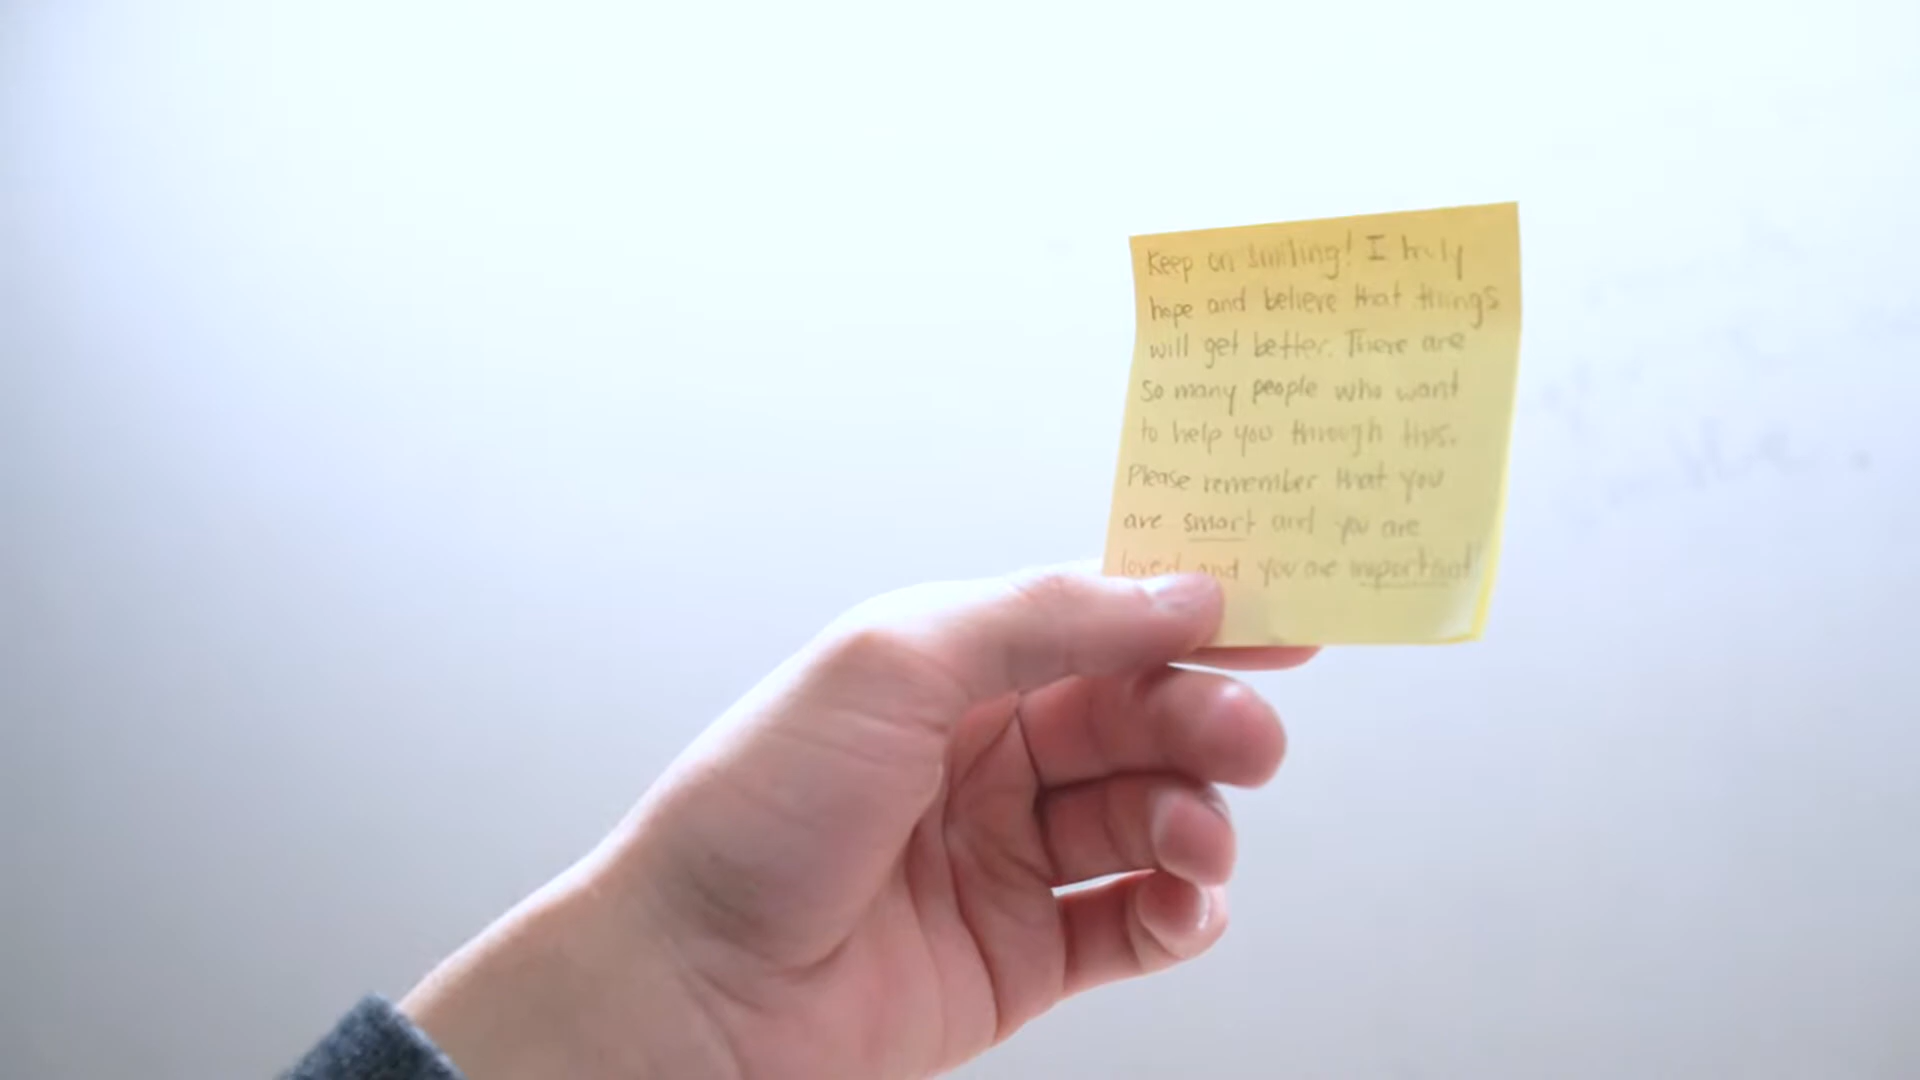 Keep on smiling! I truly
hope and believe that things
will get better. There are
so many people who want
to help you through this.
Please remember that you
are smart and you are
loved and you are important!